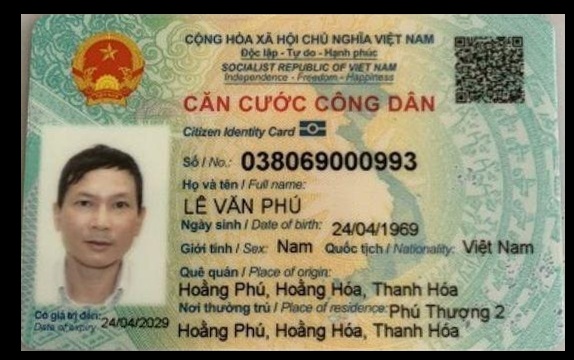 CỘNG HÒA XÃ HỘI CHỦ NGHĨA VIỆT NAM
Độc lập - Tự do - Hạnh phúc
SOCIALIST REPUBLIC OF VIET NAM
Independence - Freedom - Happiness
CĂN CƯỚC CÔNG DÂN
Citizen Identity Card
Số / No.: 038069000993
Họ và tên / Full name:
LÊ VĂN PHÚ
Ngày sinh / Date of birth: 24/04/1969
Giới tính / Sex: Nam Quốc tịch / Nationality: Việt Nam
Quê quán / Place of origin:
Hoằng Phú, Hoằng Hóa, Thanh Hóa
Nơi thường trú / Place of residence: Phú Thượng 2
Hoằng Phú, Hoằng Hóa, Thanh Hóa
Có giá trị đến: 24/04/2029
Date of expiry